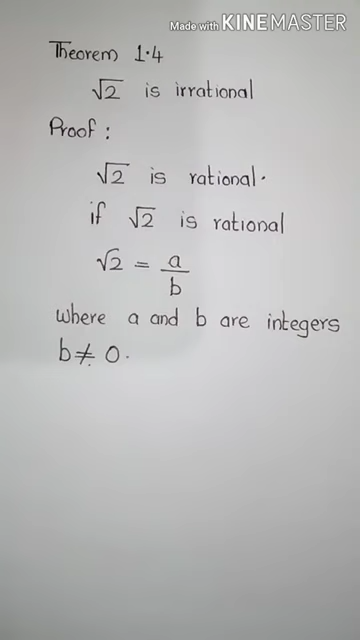 Made with KINEMASTER
Theorem 1.4
√2 is irrational
Proof :
√2 is rational.
if √2 is rational
√2 = a/b
where a and b are integers
b ≠ 0.